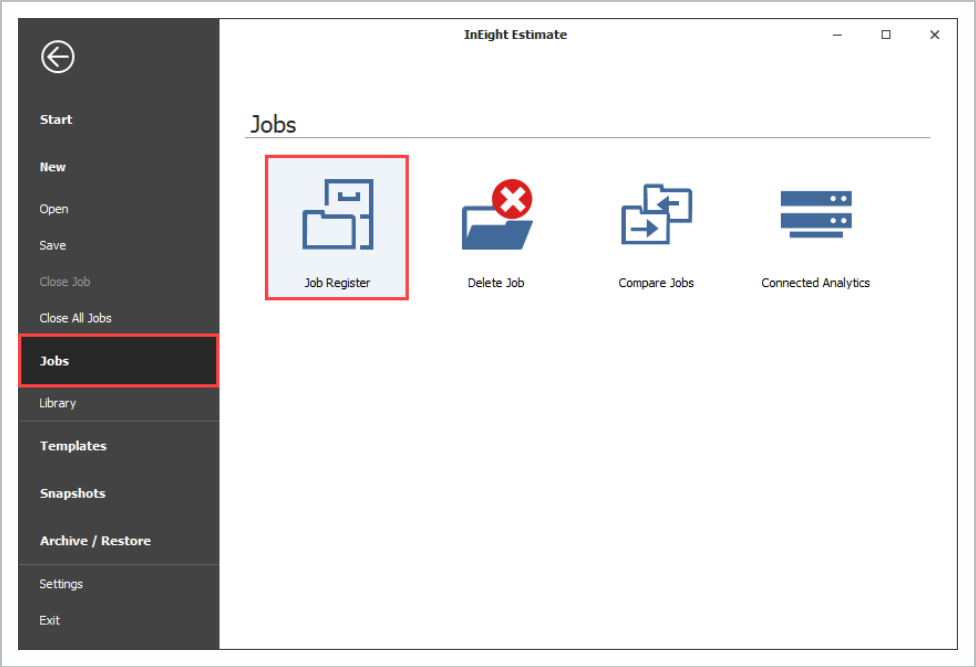 InEight Estimate
Start
New
Open
Save
Close Job
Close All Jobs
Jobs
Library
Templates
Snapshots
Archive / Restore
Settings
Exit
Jobs
Job Register
Delete Job
Compare Jobs
Connected Analytics